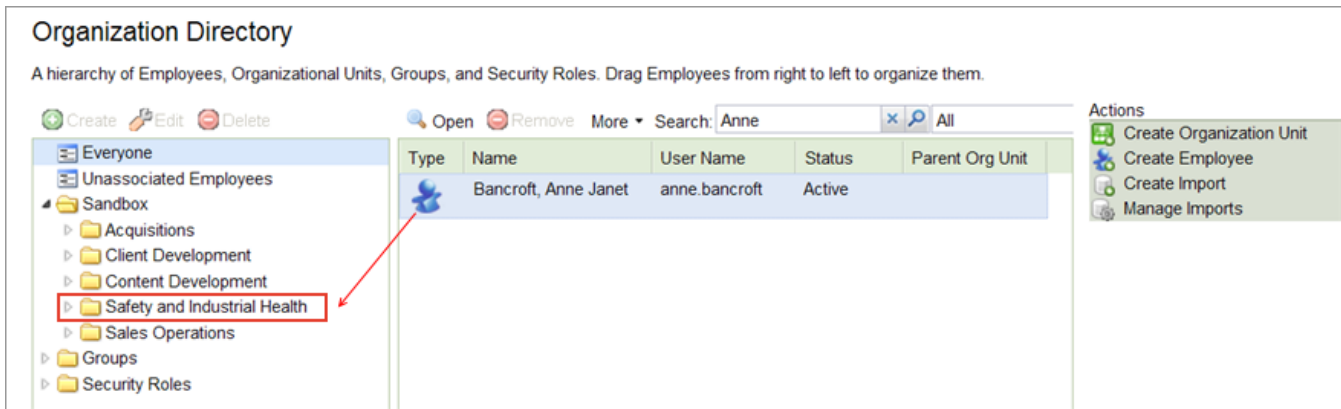 Organization Directory
A hierarchy of Employees, Organizational Units, Groups, and Security Roles. Drag Employees from right to left to organize them.
Create Edit Delete
Open Remove More Search: Anne All
Actions
Create Organization Unit
Create Employee
Create Import
Manage Imports
Everyone
Unassociated Employees
Sandbox
Acquisitions
Client Development
Content Development
Safety and Industrial Health
Sales Operations
Groups
Security Roles
Type Name User Name Status Parent Org Unit
Bancroft, Anne Janet anne.bancroft Active